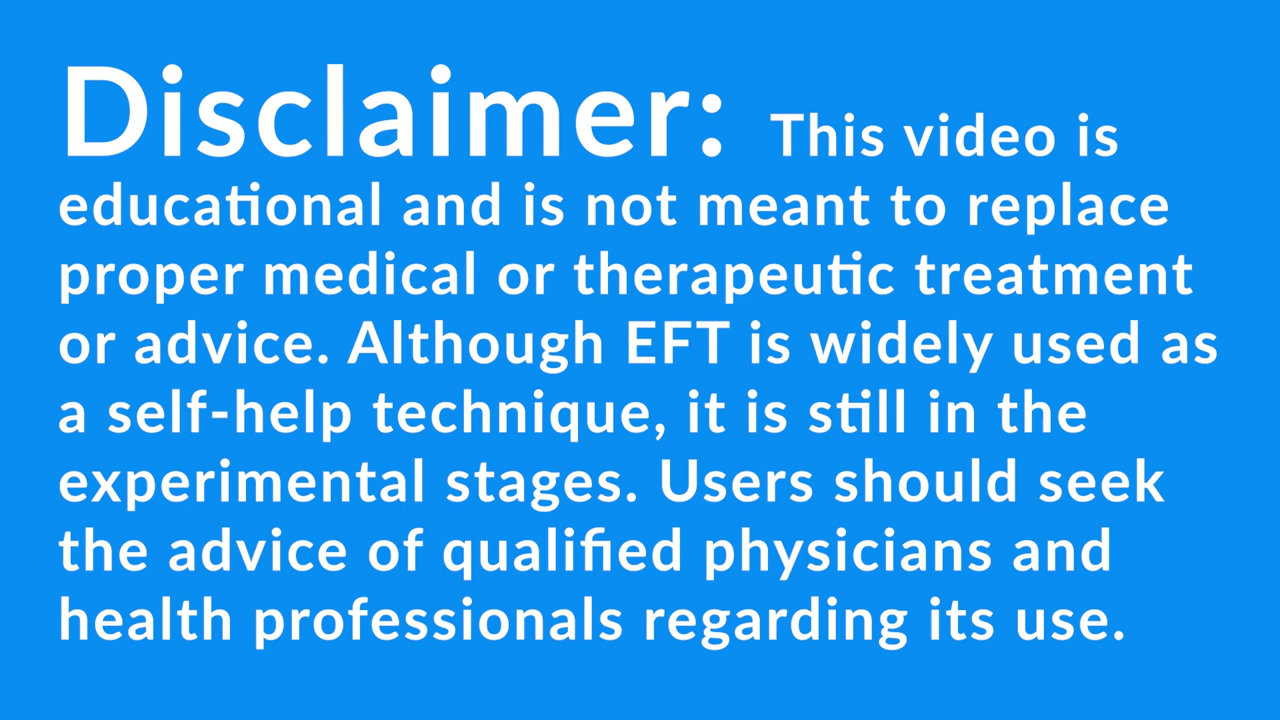 Disclaimer: This video is
educational and is not meant to replace
proper medical or therapeutic treatment
or advice. Although EFT is widely used as
a self-help technique, it is still in the
experimental stages. Users should seek
the advice of qualified physicians and
health professionals regarding its use.